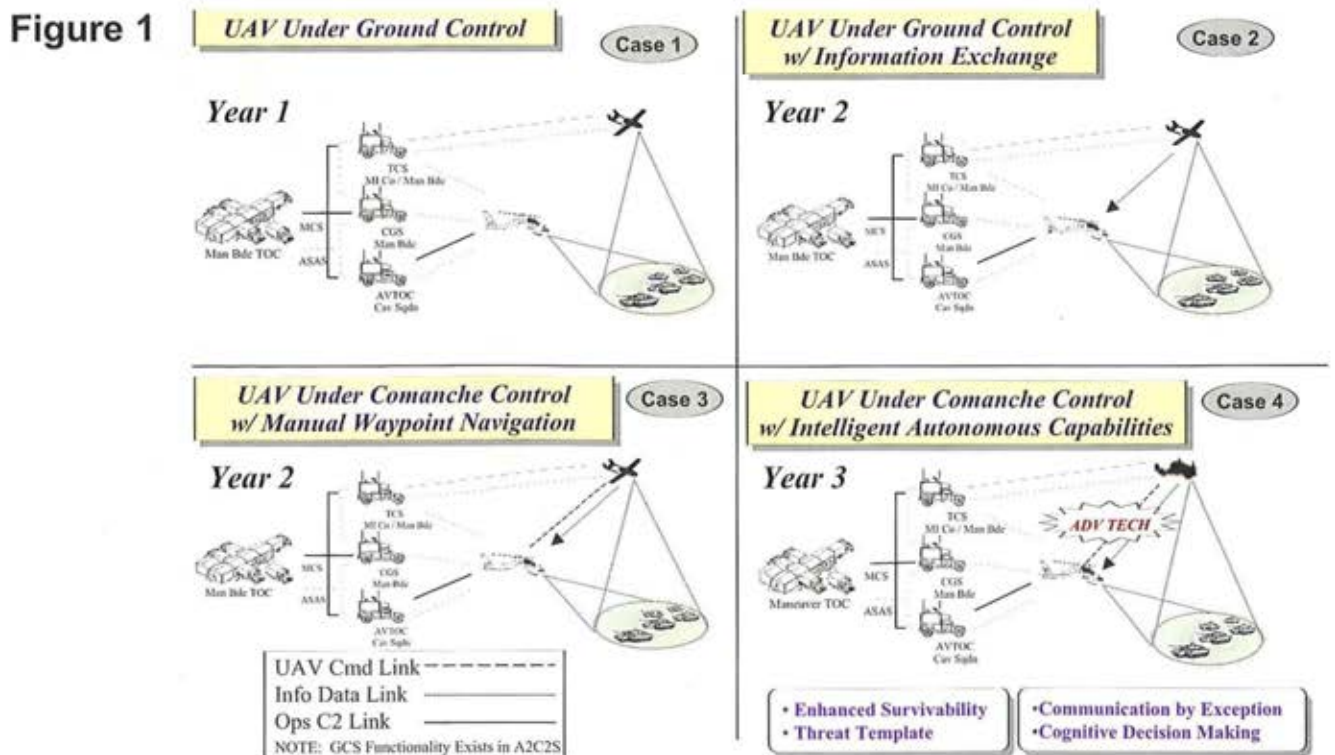 Figure 1
UAV Under Ground Control
Case 1
Year 1
TCS
MI Co / Man Bde
MCS
CGS
Man Bde
Man Bde TOC
ASAS
AVTOC
Cav Sqdn
UAV Under Ground Control
w/ Information Exchange
Case 2
Year 2
TCS
MI Co / Man Bde
MCS
CGS
Man Bde
Man Bde TOC
ASAS
AVTOC
Cav Sqdn
UAV Under Comanche Control
w/ Manual Waypoint Navigation
Case 3
Year 2
TCS
MI Co / Man Bde
MCS
CGS
Man Bde
Man Bde TOC
ASAS
AVTOC
Cav Sqdn
UAV Cmd Link
Info Data Link
Ops C2 Link
NOTE: GCS Functionality Exists in A2C2S
UAV Under Comanche Control
w/ Intelligent Autonomous Capabilities
Case 4
Year 3
TCS
MI Co / Man Bde
ADV TECH
MCS
CGS
Man Bde
Maneaver TOC
ASAS
AVTOC
Cav Sqdn
• Enhanced Survivability
• Threat Template
•Communication by Exception
•Cognitive Decision Making